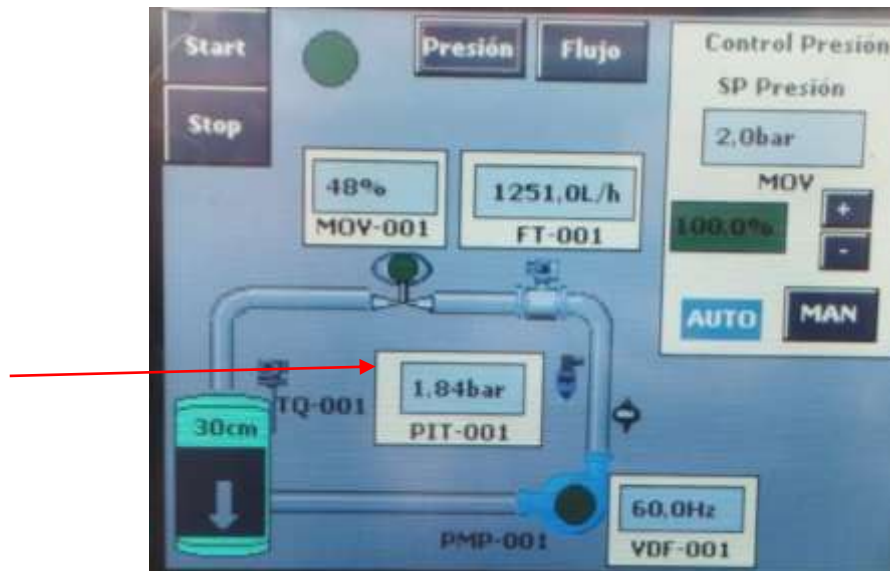 Start
Presión
Flujo
Control Presión
SP Presión
Stop
2.0bar
48%
1251.0L/h
MOV
MOV-001
FT-001
100.0%
+
-
AUTO
MAN
1.84bar
TQ-001
30cm
PIT-001
60.0Hz
PMP-001
VDF-001